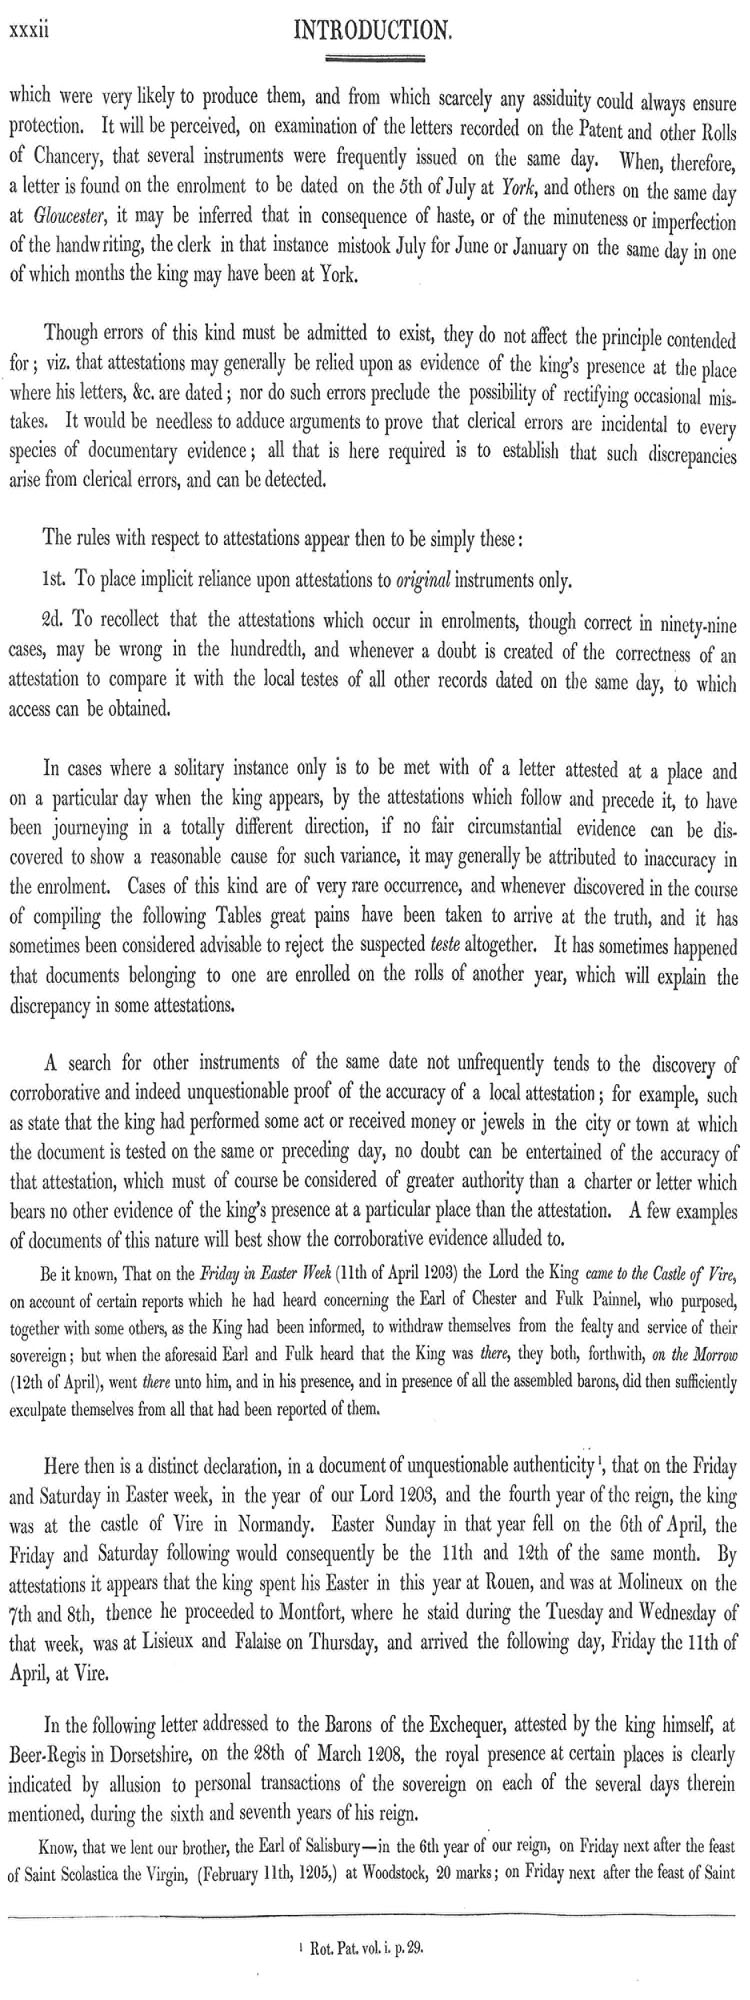 xxxii
INTRODUCTION.
which were very likely to produce them, and from which scarcely any assiduity could always ensure
protection. It will be perceived, on examination of the letters recorded on the Patent and other Rolls
of Chancery, that several instruments were frequently issued on the same day. When, therefore,
a letter is found on the enrolment to be dated on the 5th of July at York, and others on the same day
at Gloucester, it may be inferred that in consequence of haste, or of the minuteness or imperfection
of the handwriting, the clerk in that instance mistook July for June or January on the same day in one
of which months the king may have been at York.
Though errors of this kind must be admitted to exist, they do not affect the principle contended
for; viz. that attestations may generally be relied upon as evidence of the king's presence at the place
where his letters, &c. are dated; nor do such errors preclude the possibility of rectifying occasional mis-
takes. It would be needless to adduce arguments to prove that clerical errors are incidental to every
species of documentary evidence; all that is here required is to establish that such discrepancies
arise from clerical errors, and can be detected.
The rules with respect to attestations appear then to be simply these:
1st. To place implicit reliance upon attestations to original instruments only.
2d. To recollect that the attestations which occur in enrolments, though correct in ninety-nine
cases, may be wrong in the hundredth, and whenever a doubt is created of the correctness of an
attestation to compare it with the local testes of all other records dated on the same day, to which
access can be obtained.
In cases where a solitary instance only is to be met with of a letter attested at a place and
on a particular day when the king appears, by the attestations which follow and precede it, to have
been journeying in a totally different direction, if no fair circumstantial evidence can be dis-
covered to show a reasonable cause for such variance, it may generally be attributed to inaccuracy in
the enrolment. Cases of this kind are of very rare occurrence, and whenever discovered in the course
of compiling the following Tables great pains have been taken to arrive at the truth, and it has
sometimes been considered advisable to reject the suspected teste altogether. It has sometimes happened
that documents belonging to one are enrolled on the rolls of another year, which will explain the
discrepancy in some attestations.
A search for other instruments of the same date not unfrequently tends to the discovery of
corroborative and indeed unquestionable proof of the accuracy of a local attestation; for example, such
as state that the king had performed some act or received money or jewels in the city or town at which
the document is tested on the same or preceding day, no doubt can be entertained of the accuracy of
that attestation, which must of course be considered of greater authority than a charter or letter which
bears no other evidence of the king's presence at a particular place than the attestation. A few examples
of documents of this nature will best show the corroborative evidence alluded to.
Be it known, That on the Friday in Easter Week (11th of April 1203) the Lord the King came to the Castle of Vire,
on account of certain reports which he had heard concerning the Earl of Chester and Fulk Painnel, who purposed,
together with some others, as the King had been informed, to withdraw themselves from the fealty and service of their
sovereign; but when the aforesaid Earl and Fulk heard that the King was there, they both, forthwith, on the Morrow
(12th of April), went there unto him, and in his presence, and in presence of all the assembled barons, did then sufficiently
exculpate themselves from all that had been reported of them.
Here then is a distinct declaration, in a document of unquestionable authenticity¹, that on the Friday
and Saturday in Easter week, in the year of our Lord 1203, and the fourth year of the reign, the king
was at the castle of Vire in Normandy. Easter Sunday in that year fell on the 6th of April, the
Friday and Saturday following would consequently be the 11th and 12th of the same month. By
attestations it appears that the king spent his Easter in this year at Rouen, and was at Molineux on the
7th and 8th, thence he proceeded to Montfort, where he staid during the Tuesday and Wednesday of
that week, was at Lisieux and Falaise on Thursday, and arrived the following day, Friday the 11th of
April, at Vire.
In the following letter addressed to the Barons of the Exchequer, attested by the king himself, at
Beer-Regis in Dorsetshire, on the 28th of March 1208, the royal presence at certain places is clearly
indicated by allusion to personal transactions of the sovereign on each of the several days therein
mentioned, during the sixth and seventh years of his reign.
Know, that we lent our brother, the Earl of Salisbury—in the 6th year of our reign, on Friday next after the feast
of Saint Scolastica the Virgin, (February 11th, 1205,) at Woodstock, 20 marks; on Friday next after the feast of Saint
¹ Rot. Pat. vol. i. p. 29.